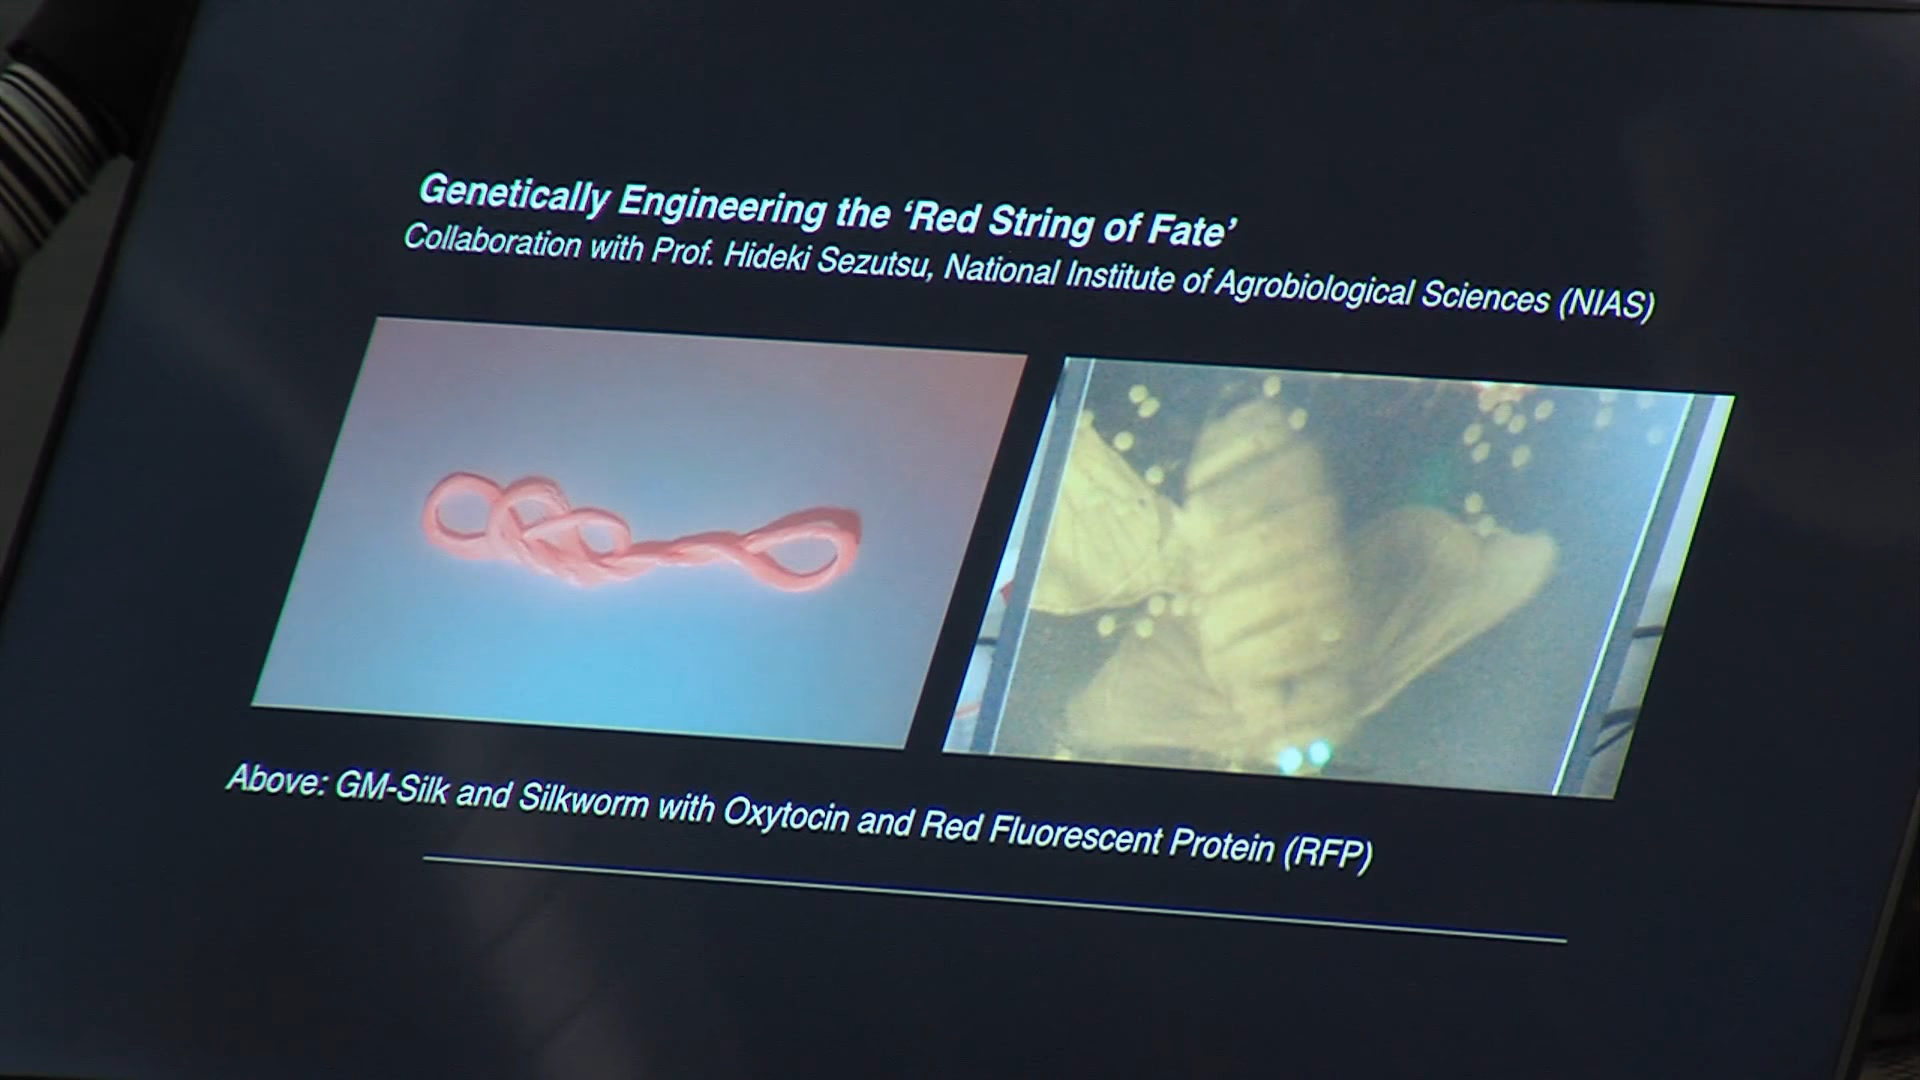 Genetically Engineering the ‘Red String of Fate’
Collaboration with Prof. Hideki Sezutsu, National Institute of Agrobiological Sciences (NIAS)
Above: GM-Silk and Silkworm with Oxytocin and Red Fluorescent Protein (RFP)